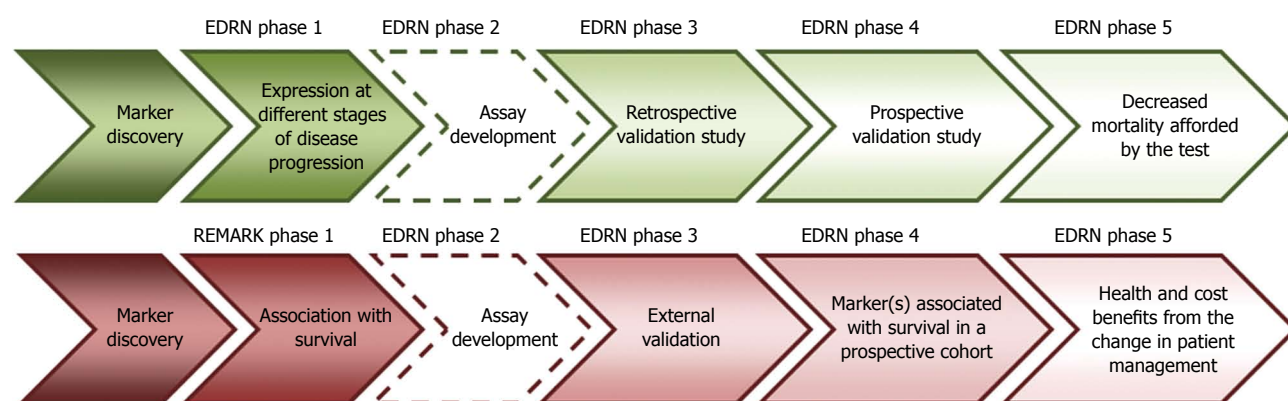 EDRN phase 1
EDRN phase 2
EDRN phase 3
EDRN phase 4
EDRN phase 5
Marker
discovery
Expression at
different stages
of disease
progression
Assay
development
Retrospective
validation study
Prospective
validation study
Decreased
mortality afforded
by the test
REMARK phase 1
EDRN phase 2
EDRN phase 3
EDRN phase 4
EDRN phase 5
Marker
discovery
Association with
survival
Assay
development
External
validation
Marker(s) associated
with survival in a
prospective cohort
Health and cost
benefits from the
change in patient
management